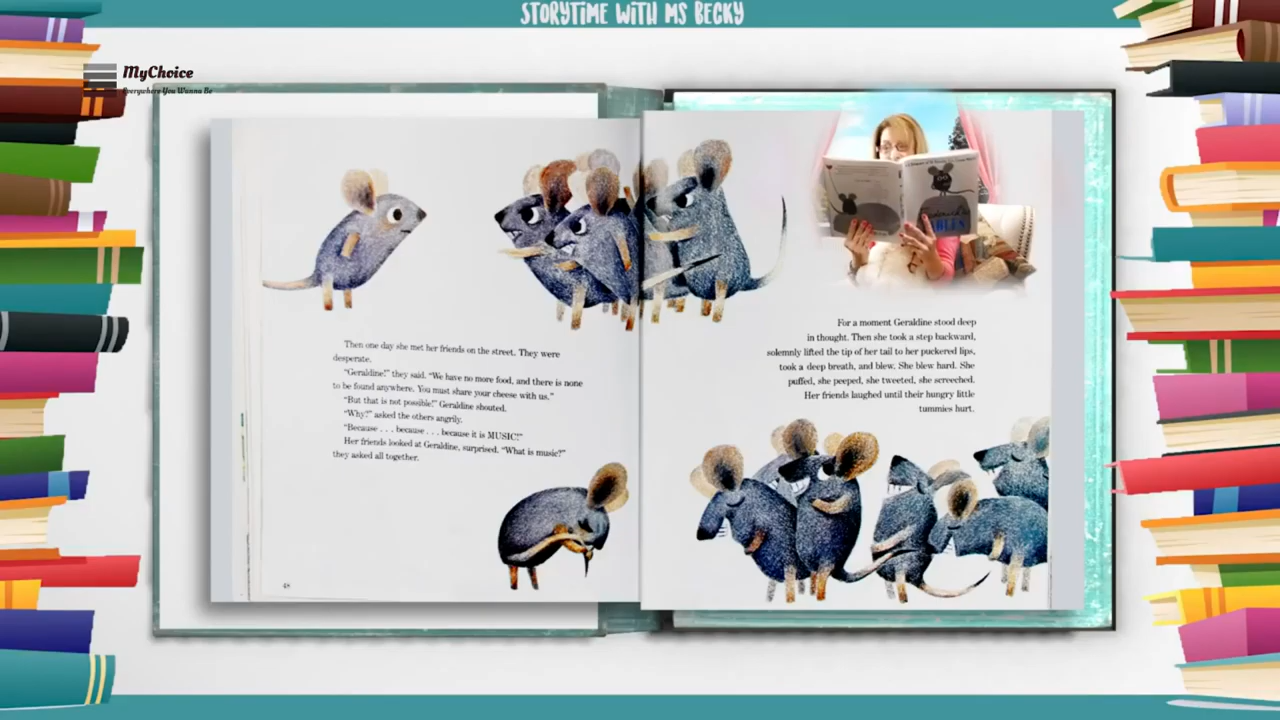 STORYTIME WITH MS BECKY
MyChoice
Everywhere You Wanna Be
Then one day she met her friends on the street. They were
desperate.
"Geraldine!" they said. "We have no more food, and there is none
to be found anywhere. You must share your cheese with us."
"But that is not possible!" Geraldine shouted.
"Why?" asked the others angrily.
"Because . . . because . . . because it is MUSIC!"
Her friends looked at Geraldine, surprised. "What is music?"
they asked all together.
For a moment Geraldine stood deep
in thought. Then she took a step backward,
solemnly lifted the tip of her tail to her puckered lips,
took a deep breath, and blew. She blew hard. She
puffed, she peeped, she tweeted, she screeched.
Her friends laughed until their hungry little
tummies hurt.